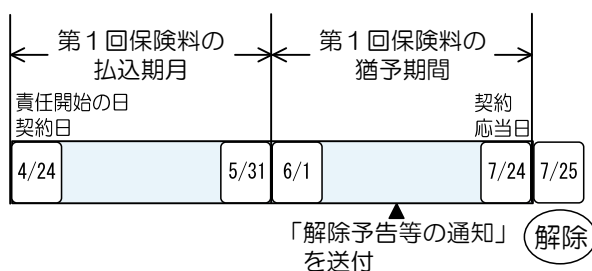 第１回保険料の
払込期月
第１回保険料の
猶予期間
責任開始の日
契約日
契約
応当日
4/24
5/31
6/1
7/24
7/25
「解除予告等の通知」
を送付
解除